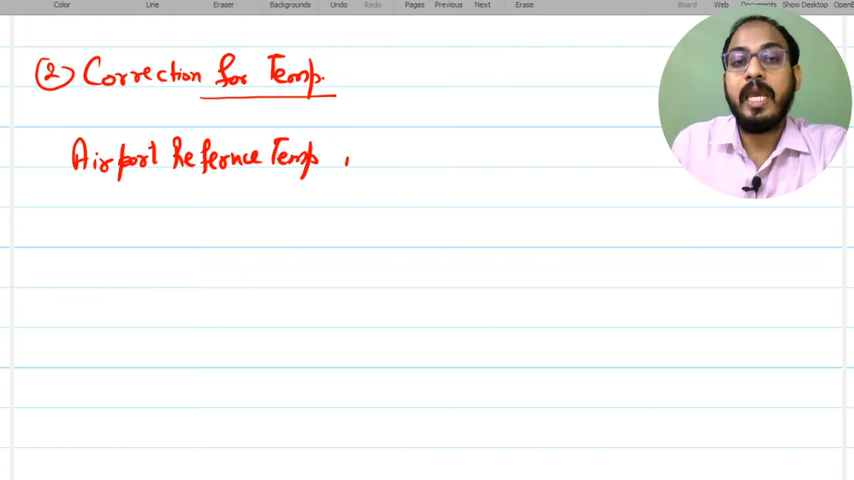 Color Line Eraser Backgrounds Undo Redo Pages Previous Next Erase Board Web Documents Show Desktop
(2) Correction for Temp.
Airport Refernce Temp